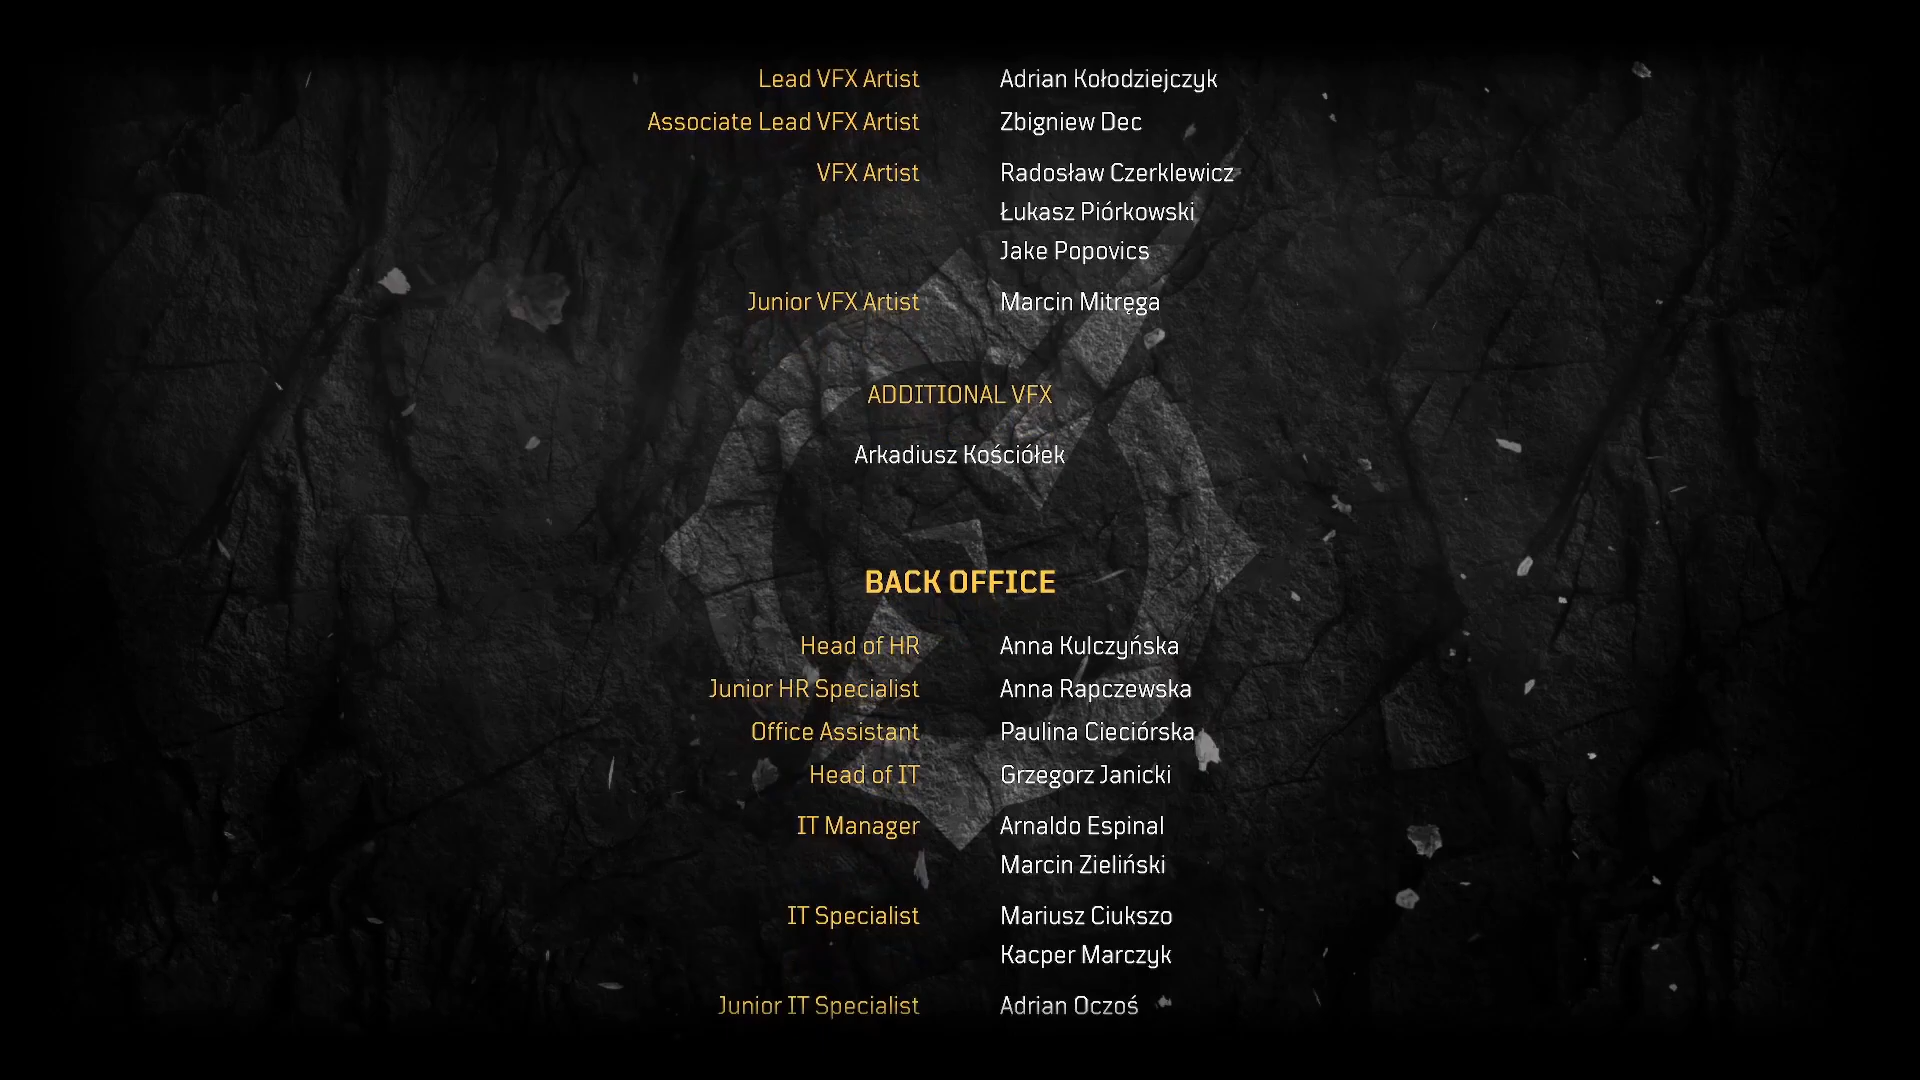 Lead VFX Artist Adrian Kołodziejczyk
Associate Lead VFX Artist Zbigniew Dec
VFX Artist Radosław Czerklewicz
Łukasz Piórkowski
Jake Popovics
Junior VFX Artist Marcin Mitręga
ADDITIONAL VFX
Arkadiusz Kościółek
BACK OFFICE
Head of HR Anna Kulczyńska
Junior HR Specialist Anna Rapczewska
Office Assistant Paulina Cieciórska
Head of IT Grzegorz Janicki
IT Manager Arnaldo Espinal
Marcin Zieliński
IT Specialist Mariusz Ciukszo
Kacper Marczyk
Junior IT Specialist Adrian Oczoś